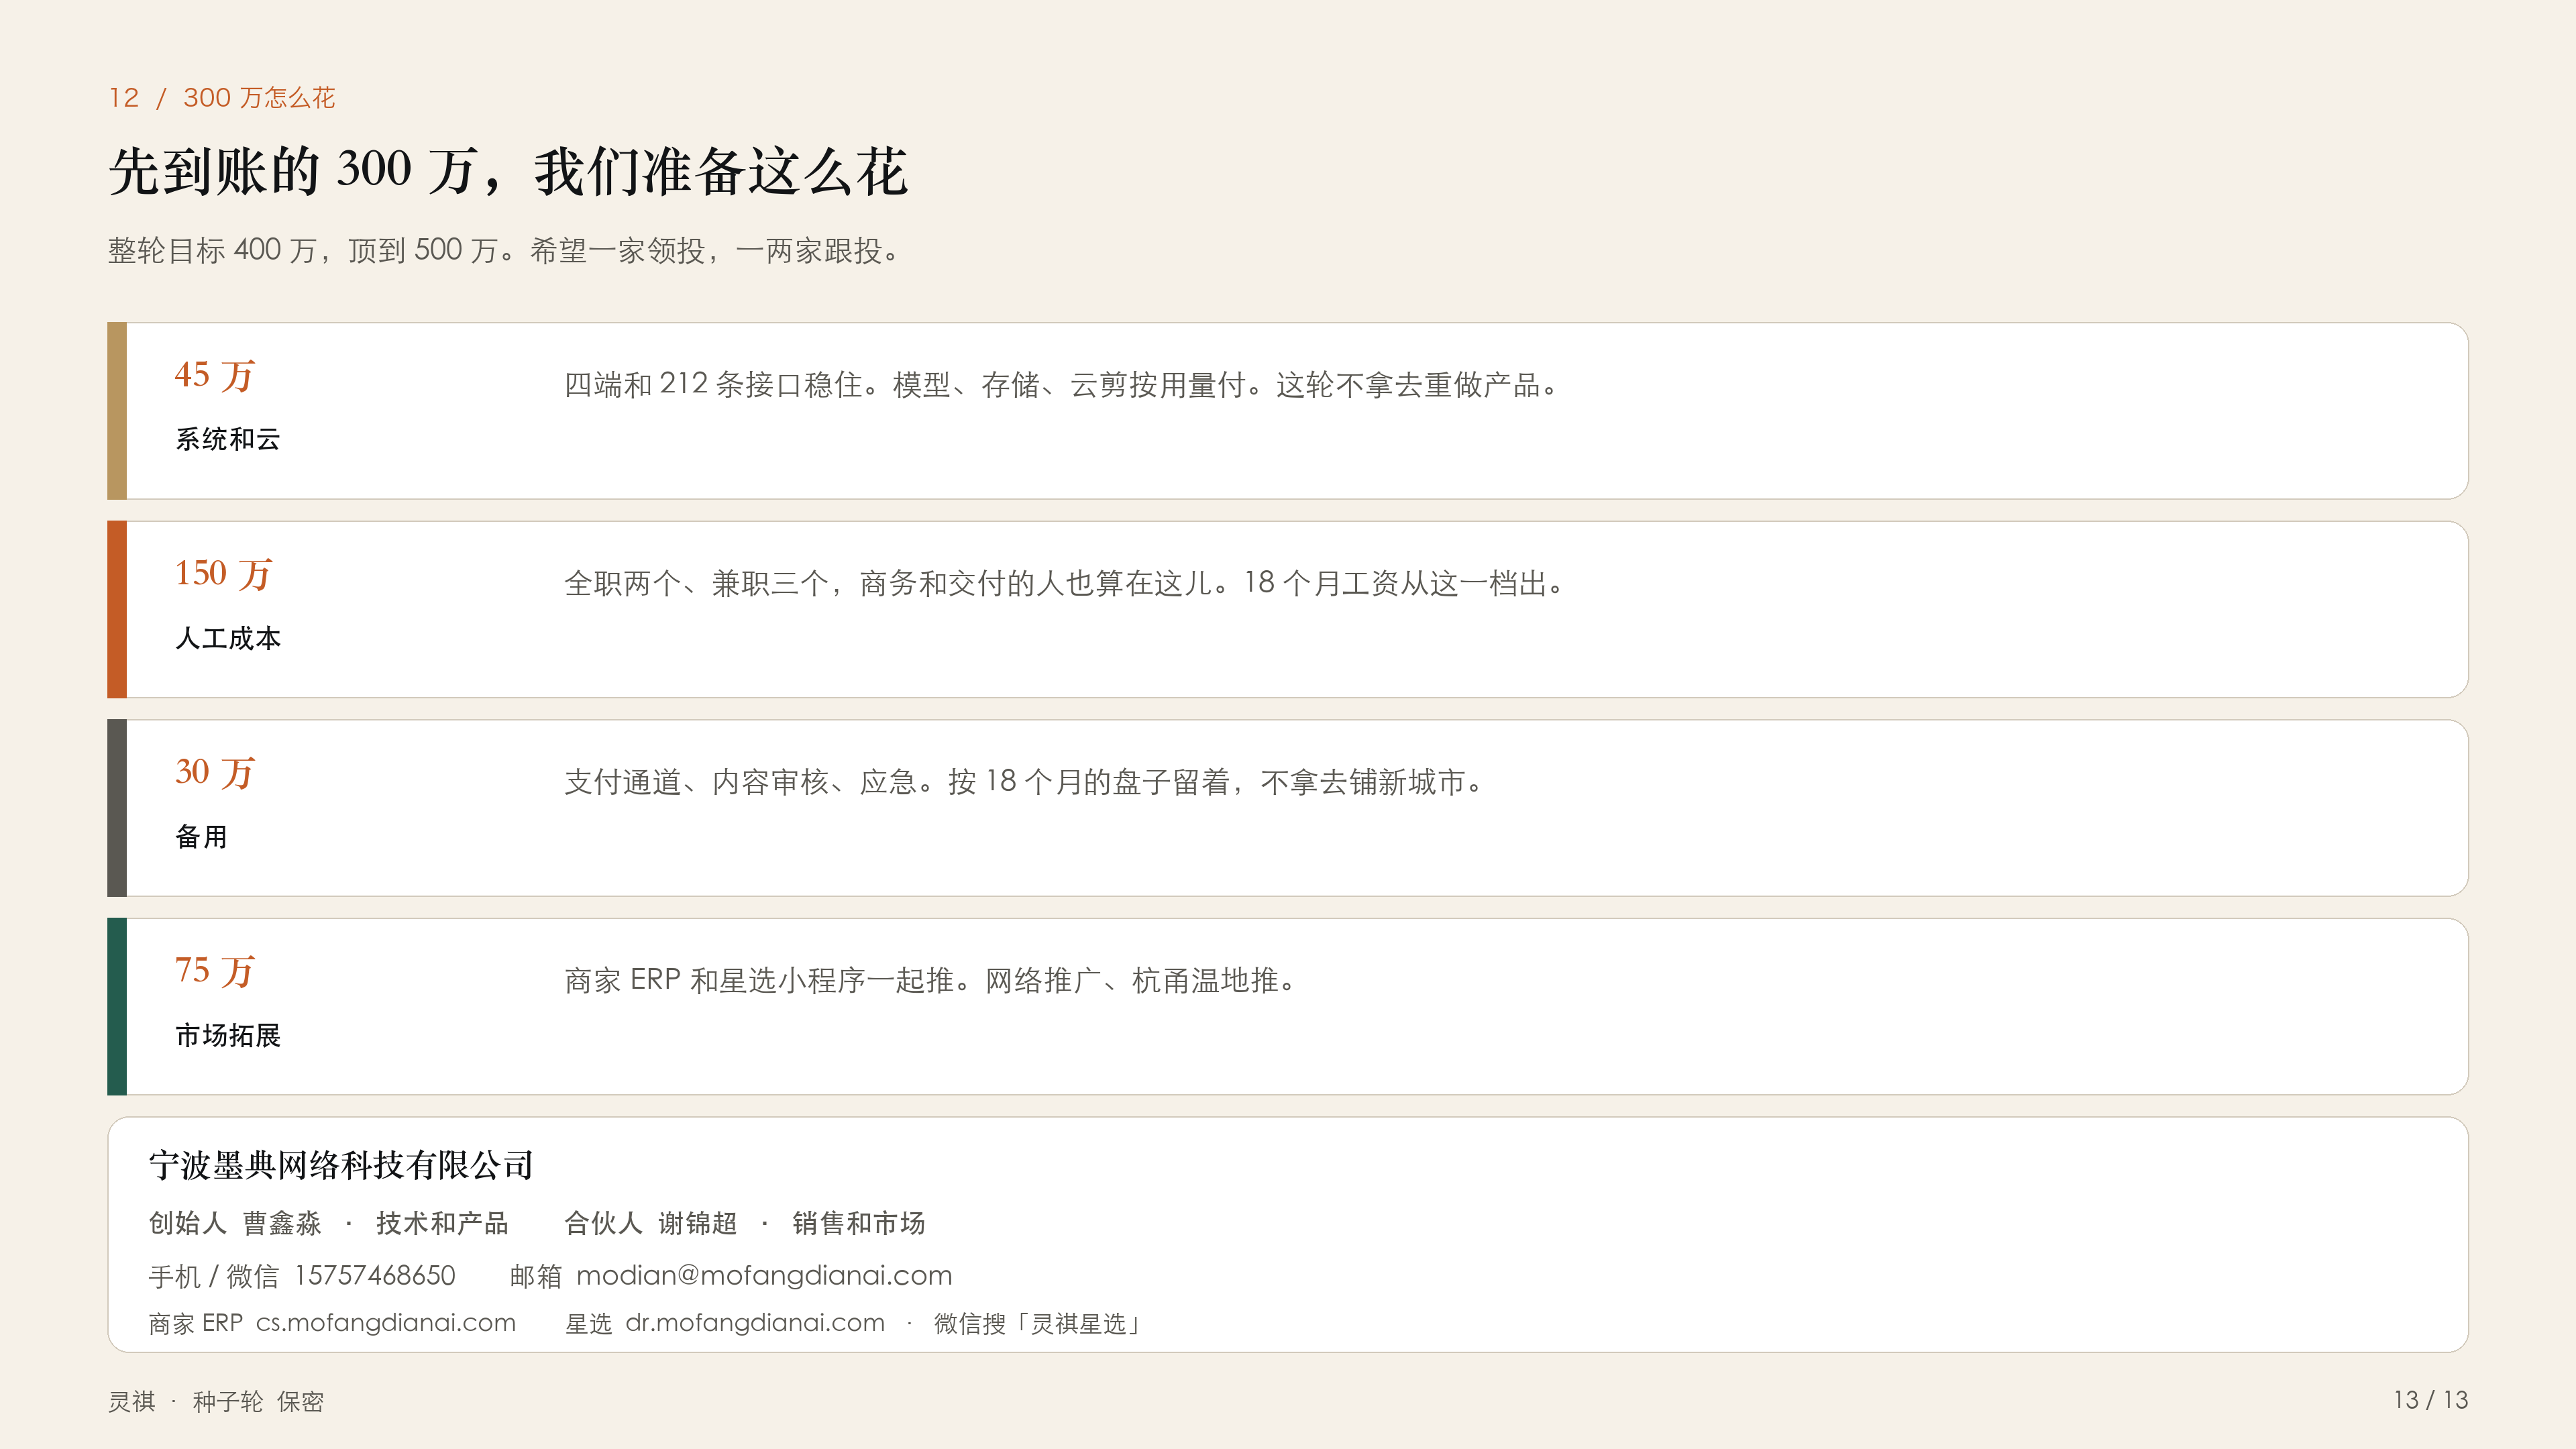 12 / 300 万怎么花
先到账的 300 万，我们准备这么花
整轮目标 400 万，顶到 500 万。希望一家领投，一两家跟投。
45 万
系统和云
四端和 212 条接口稳住。模型、存储、云剪按用量付。这轮不拿去重做产品。
150 万
人工成本
全职两个、兼职三个，商务和交付的人也算在这儿。18 个月工资从这一档出。
30 万
备用
支付通道、内容审核、应急。按 18 个月的盘子留着，不拿去铺新城市。
75 万
市场拓展
商家 ERP 和星选小程序一起推。网络推广、杭甬温地推。
宁波墨典网络科技有限公司
创始人 曹鑫淼 · 技术和产品 合伙人 谢锦超 · 销售和市场
手机 / 微信 15757468650 邮箱 modian@mofangdianai.com
商家 ERP cs.mofangdianai.com 星选 dr.mofangdianai.com · 微信搜「灵祺星选」
灵祺 · 种子轮 保密
13 / 13